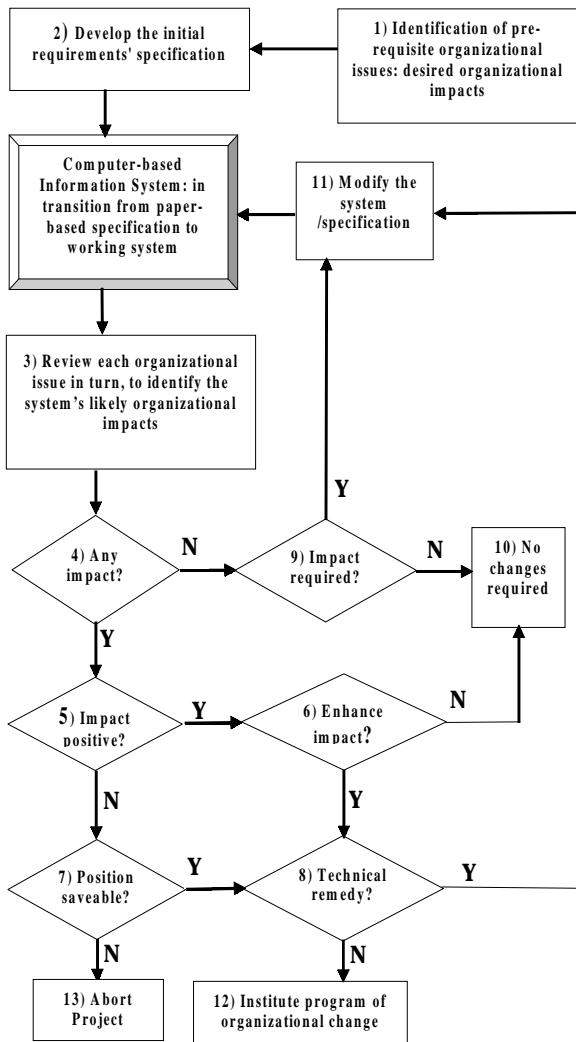 2) Develop the initial
requirements' specification
1) Identification of pre-
requisite organizational
issues: desired organizational
impacts
Computer-based
Information System: in
transition from paper-
based specification to
working system
11) Modify the
system
/specification
3) Review each organizational
issue in turn, to identify the
system's likely organizational
impacts
Y
4) Any
impact?
N
9) Impact
required?
N
10) No
changes
required
Y
5) Impact
positive?
Y
6) Enhance
impact?
N
N
Y
7) Position
saveable?
Y
8) Technical
remedy?
Y
N
N
13) Abort
Project
12) Institute program of
organizational change